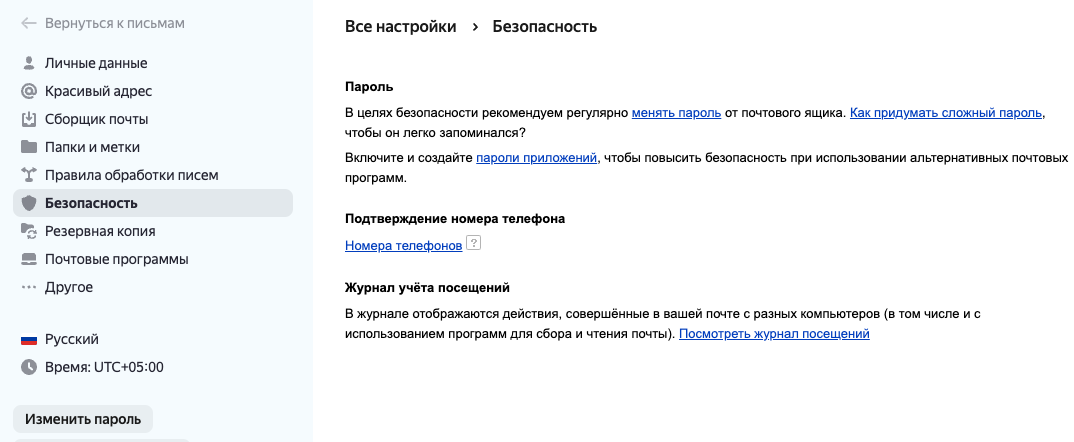 Вернуться к письмам
Личные данные
Красивый адрес
Сборщик почты
Папки и метки
Правила обработки писем
Безопасность
Резервная копия
Почтовые программы
Другое
Русский
Время: UTC+05:00
Изменить пароль
Все настройки › Безопасность
Пароль
В целях безопасности рекомендуем регулярно менять пароль от почтового ящика. Как придумать сложный пароль,
чтобы он легко запоминался?
Включите и создайте пароли приложений, чтобы повысить безопасность при использовании альтернативных почтовых
программ.
Подтверждение номера телефона
Номера телефонов ?
Журнал учёта посещений
В журнале отображаются действия, совершённые в вашей почте с разных компьютеров (в том числе и с
использованием программ для сбора и чтения почты). Посмотреть журнал посещений